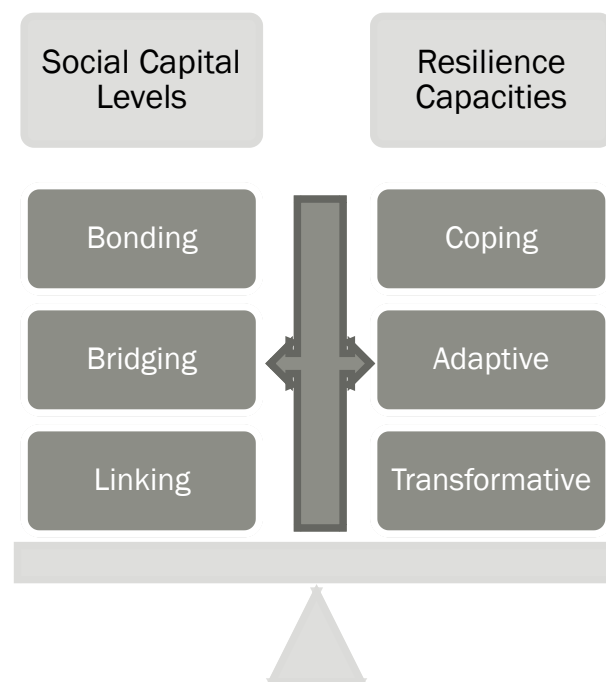 Social Capital
Levels
Resilience
Capacities
Bonding
Coping
Bridging
Adaptive
Linking
Transformative